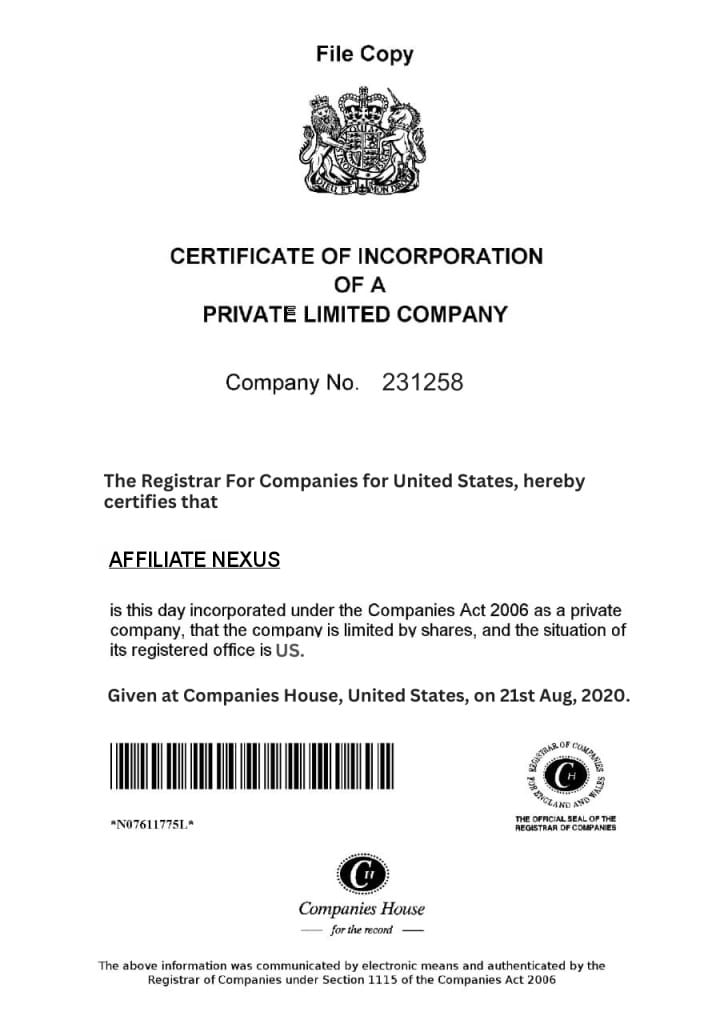 File Copy
DIEU ET MON DROIT
CERTIFICATE OF INCORPORATION
OF A
PRIVATE LIMITED COMPANY
Company No. 231258
The Registrar For Companies for United States, hereby
certifies that
AFFILIATE NEXUS
is this day incorporated under the Companies Act 2006 as a private
company, that the company is limited by shares, and the situation of
its registered office is US.
Given at Companies House, United States, on 21st Aug, 2020.
*N07611775L*
REGISTRAR OF COMPANIES
FOR ENGLAND AND WALES
CH
THE OFFICIAL SEAL OF THE
REGISTRAR OF COMPANIES
CH
Companies House
for the record
The above information was communicated by electronic means and authenticated by the
Registrar of Companies under Section 1115 of the Companies Act 2006